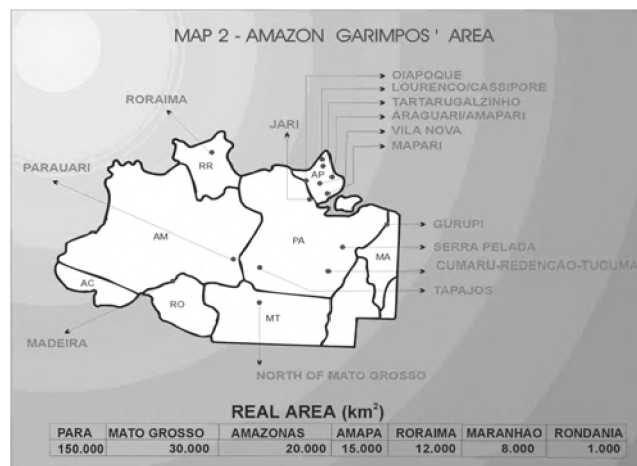 MAP 2 - AMAZON GARIMPOS' AREA
OIAPOQUE
LOURENCO/CASSIPORE
TARTARUGALZINHO
ARAGUARI/AMAPARI
VILA NOVA
MAPARI
RORAIMA
JARI
PARAUARI
RR
AP
GURUPI
AM
PA
SERRA PELADA
MA
CUMARU-REDENCAO-TUCUMA
AC
TAPAJOS
RO
MT
MADEIRA
NORTH OF MATO GROSSO
REAL AREA (km²)
PARA MATO GROSSO AMAZONAS AMAPA RORAIMA MARANHAO RONDANIA
150.000 30.000 20.000 15.000 12.000 8.000 1.000